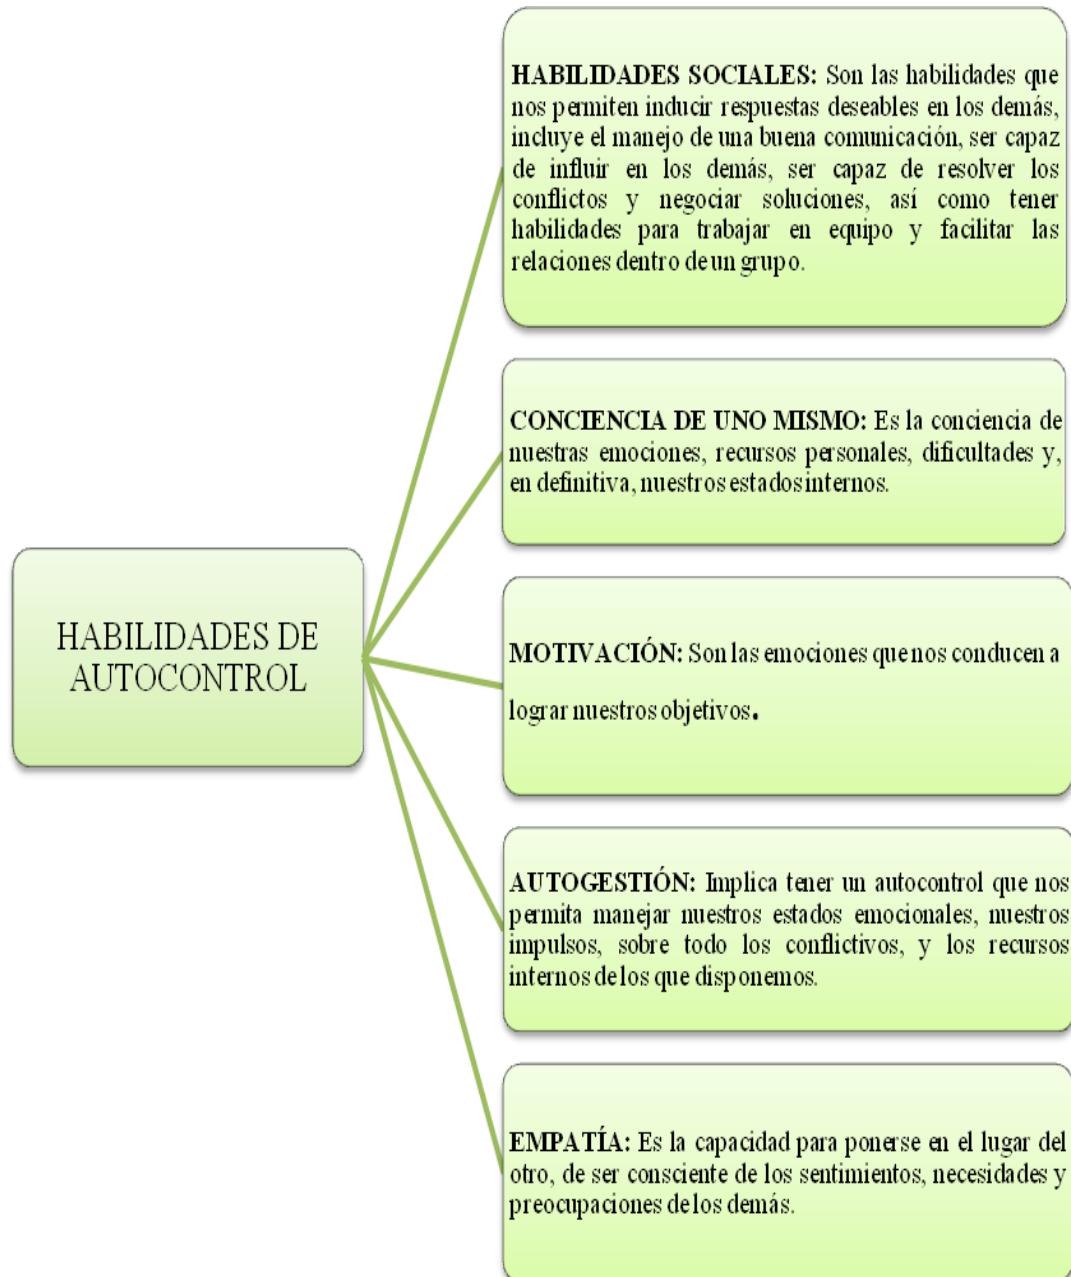 HABILIDADES SOCIALES: Son las habilidades que
nos permiten inducir respuestas deseables en los demás,
incluye el manejo de una buena comunicación, ser capaz
de influir en los demás, ser capaz de resolver los
conflictos y negociar soluciones, así como tener
habilidades para trabajar en equipo y facilitar las
relaciones dentro de un grupo.
CONCIENCIA DE UNO MISMO: Es la conciencia de
nuestras emociones, recursos personales, dificultades y,
en definitiva, nuestros estados internos.
HABILIDADES DE
AUTOCONTROL
MOTIVACIÓN: Son las emociones que nos conducen a
lograr nuestros objetivos.
AUTOGESTIÓN: Implica tener un autocontrol que nos
permita manejar nuestros estados emocionales, nuestros
impulsos, sobre todo los conflictivos, y los recursos
internos de los que disponemos.
EMPATÍA: Es la capacidad para ponerse en el lugar del
otro, de ser consciente de los sentimientos, necesidades y
preocupaciones de los demás.